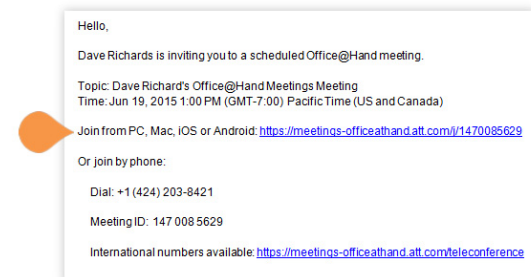 Hello,
Dave Richards is inviting you to a scheduled Office@Hand meeting.
Topic: Dave Richard's Office@Hand Meetings Meeting
Time: Jun 19, 2015 1:00 PM (GMT-7:00) Pacific Time (US and Canada)
Join from PC, Mac, iOS or Android: https://meetings-officeathand.att.com/j/1470085629
Or join by phone:
Dial: +1 (424) 203-8421
Meeting ID: 147 008 5629
International numbers available: https://meetings-officeathand.att.com/teleconference